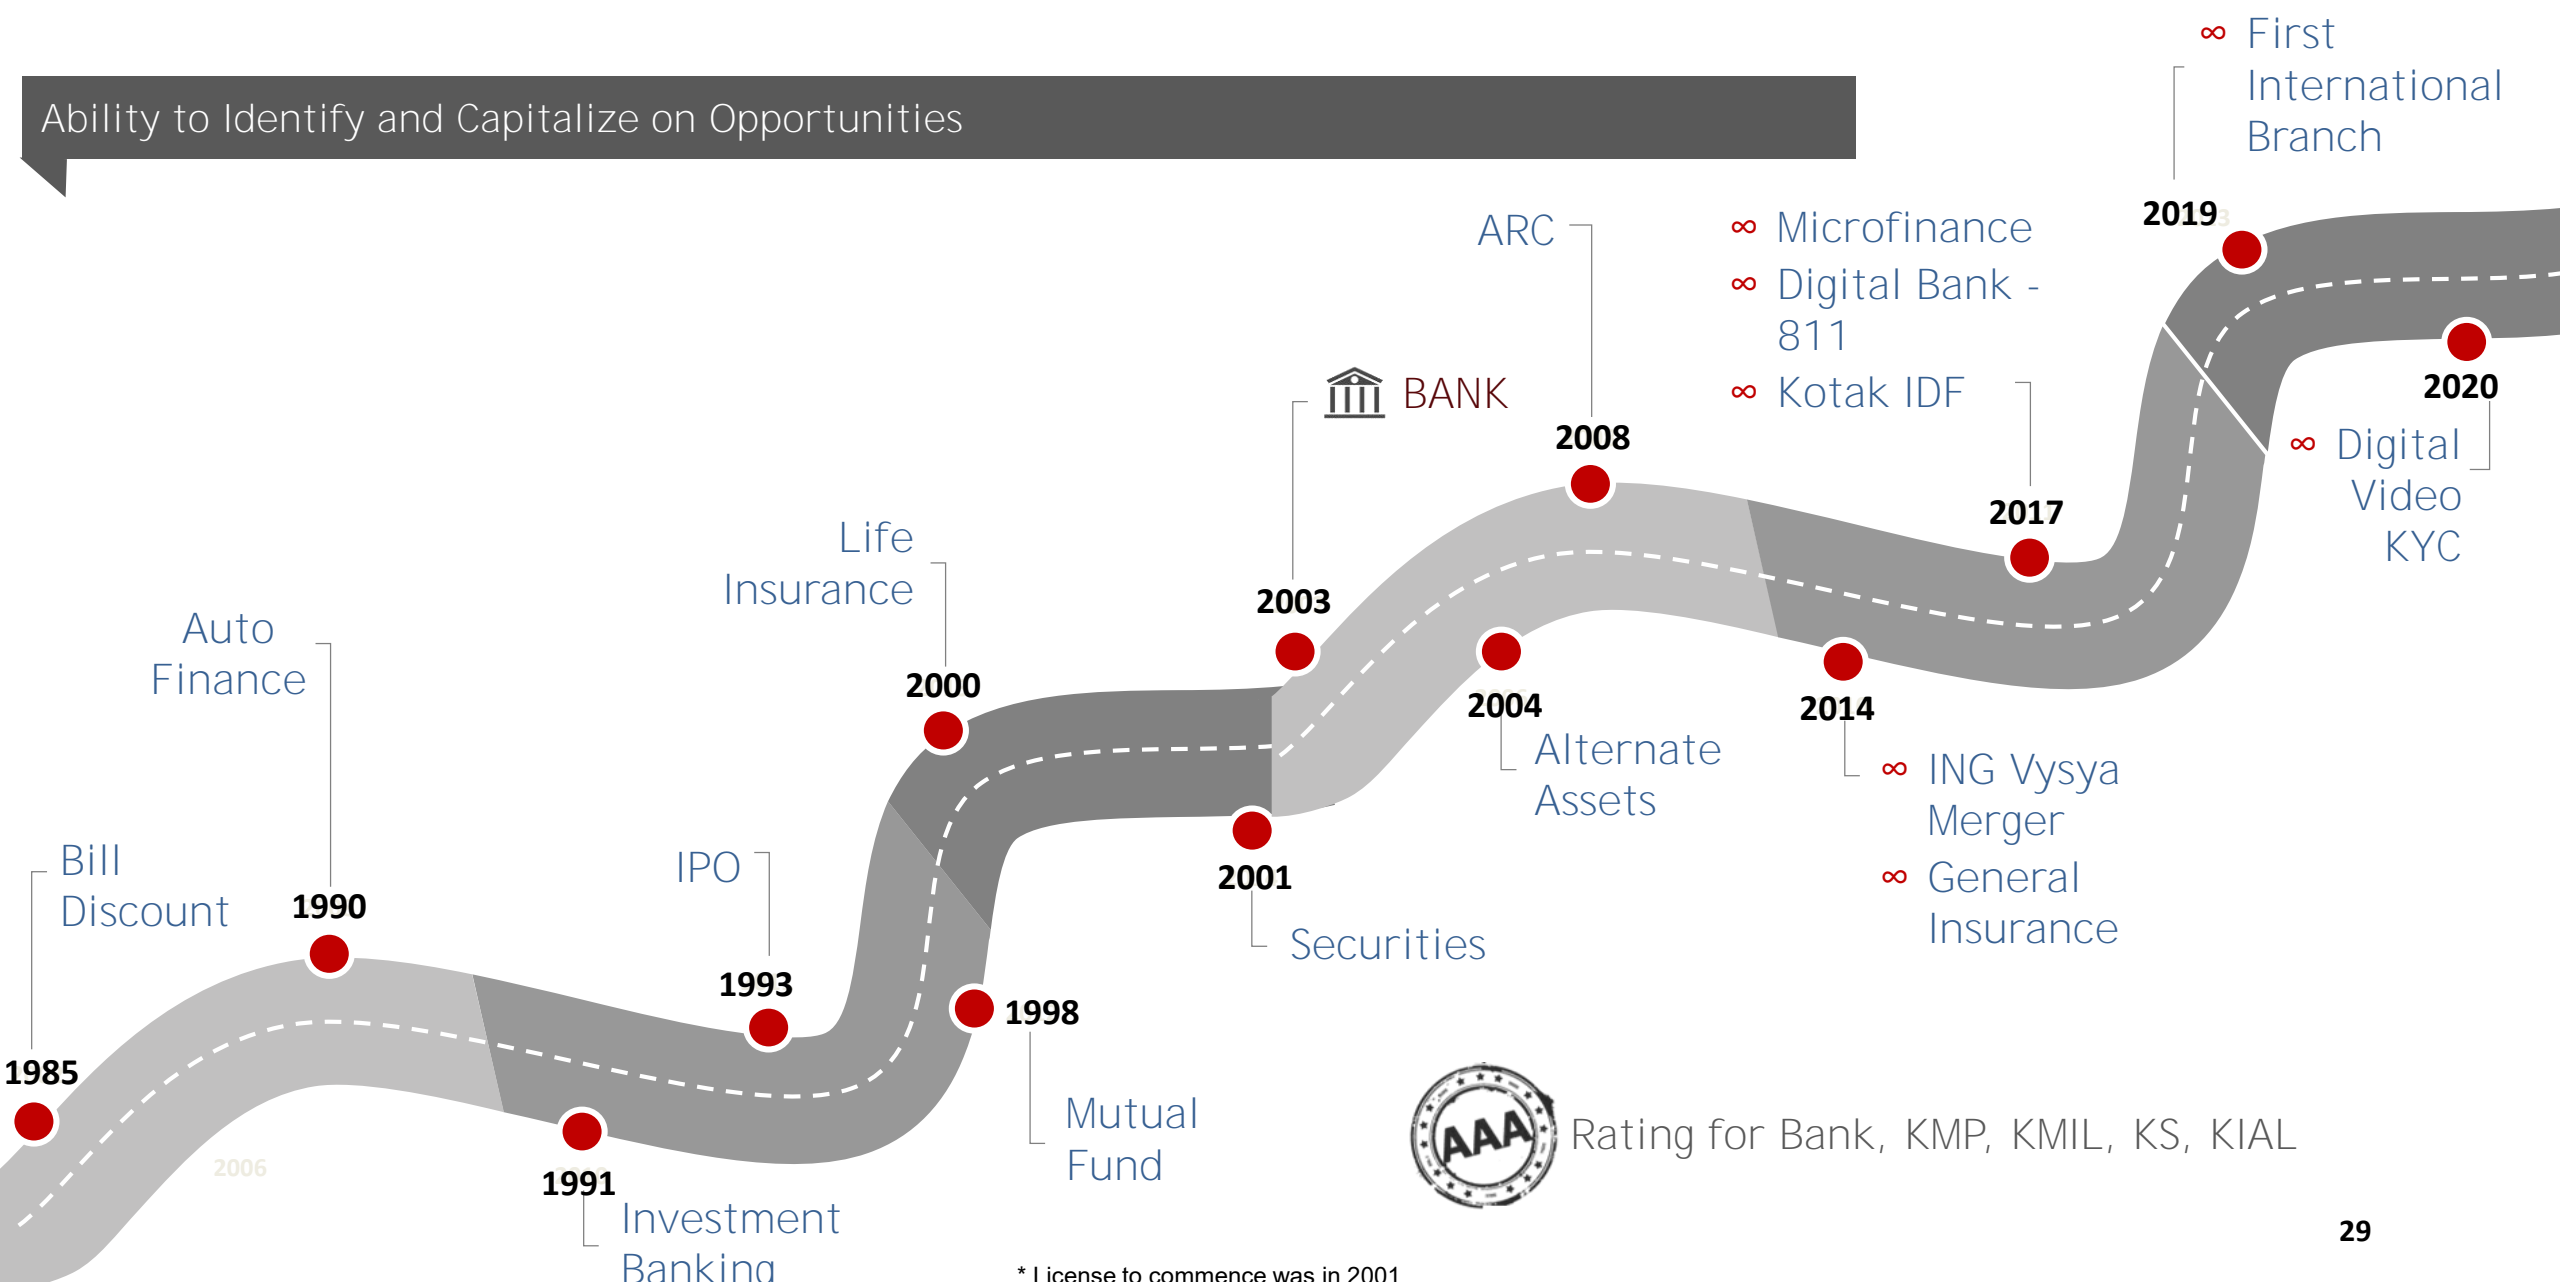 ∞ First
International
Branch
Ability to Identify and Capitalize on Opportunities
2019
ARC
∞ Microfinance
∞ Digital Bank -
811
∞ Kotak IDF
BANK
2008
2020
∞ Digital
Video
KYC
2017
Life
Insurance
2003
Auto
Finance
2000
2004
2014
Alternate
Assets
∞ ING Vysya
Merger
∞ General
Insurance
Bill
Discount
IPO
2001
Securities
1990
1993
1998
1985
Mutual
Fund
AAA
Rating for Bank, KMP, KMIL, KS, KIAL
2006
1991
Investment
Banking
29
* License to commence was in 2001